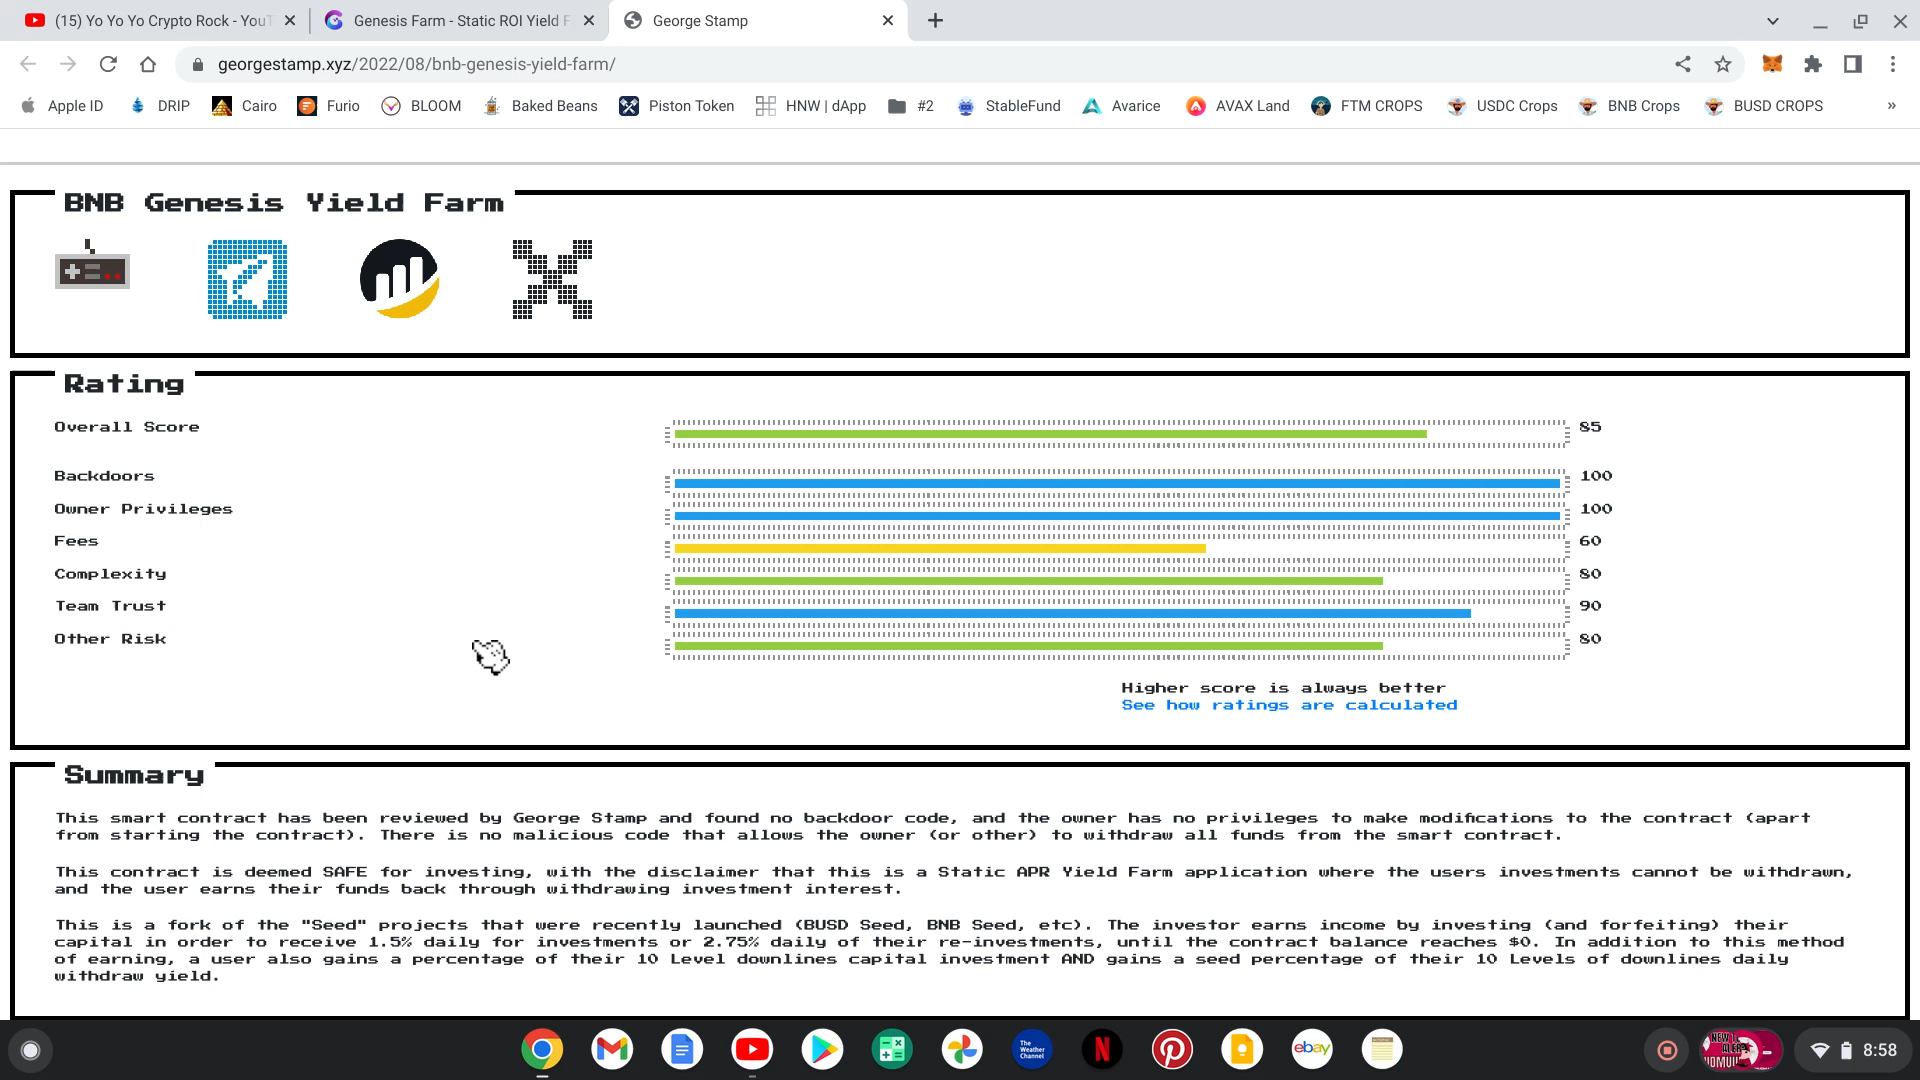 (15) Yo Yo Yo Crypto Rock - YouT
Genesis Farm - Static ROI Yield F
George Stamp
georgestamp.xyz/2022/08/bnb-genesis-yield-farm/
Apple ID
DRIP
Cairo
Furio
BLOOM
Baked Beans
Piston Token
HNW | dApp
#2
StableFund
Avarice
AVAX Land
FTM CROPS
USDC Crops
BNB Crops
BUSD CROPS
»
BNB Genesis Yield Farm
Rating
Overall Score 85
Backdoors 100
Owner Privileges 100
Fees 60
Complexity 80
Team Trust 90
Other Risk 80
Higher score is always better
See how ratings are calculated
Summary
This smart contract has been reviewed by George Stamp and found no backdoor code, and the owner has no privileges to make modifications to the contract (apart
from starting the contract). There is no malicious code that allows the owner (or other) to withdraw all funds from the smart contract.
This contract is deemed SAFE for investing, with the disclaimer that this is a Static APR Yield Farm application where the users investments cannot be withdrawn,
and the user earns their funds back through withdrawing investment interest.
This is a fork of the "Seed" projects that were recently launched (BUSD Seed, BNB Seed, etc). The investor earns income by investing (and forfeiting) their
capital in order to receive 1.5% daily for investments or 2.75% daily of their re-investments, until the contract balance reaches $0. In addition to this method
of earning, a user also gains a percentage of their 10 Level downlines capital investment AND gains a seed percentage of their 10 Levels of downlines daily
withdraw yield.
The
Weather
Channel
N
ebay
8:58